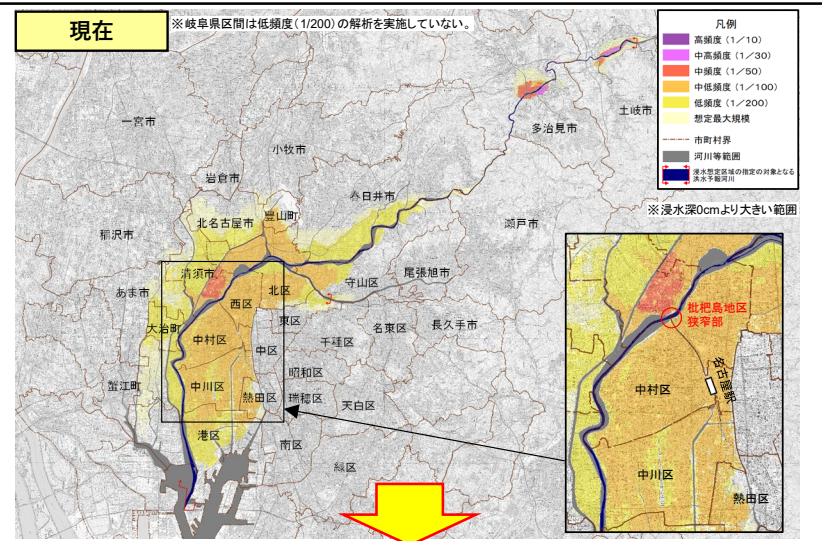 現在
※岐阜県区間は低頻度(1/200)の解析を実施していない。
凡例
高頻度(1/10)
中高頻度(1/30)
中頻度(1/50)
中低頻度(1/100)
低頻度(1/200)
想定最大規模
市町村界
河川等範囲
浸水想定区域の指定の対象となる
洪水予報河川
※浸水深0cmより大きい範囲
土岐市
多治見市
一宮市
小牧市
岩倉市
春日井市
豊山町
北名古屋市
稲沢市
瀬戸市
清須市
尾張旭市
守山区
あま市
北区
西区
大治町
東区
名東区
長久手市
中村区
千種区
中区
昭和区
蟹江町
中川区
熱田区
瑞穂区
天白区
港区
南区
緑区
枇杷島地区
狭窄部
名古屋駅
中村区
中川区
熱田区